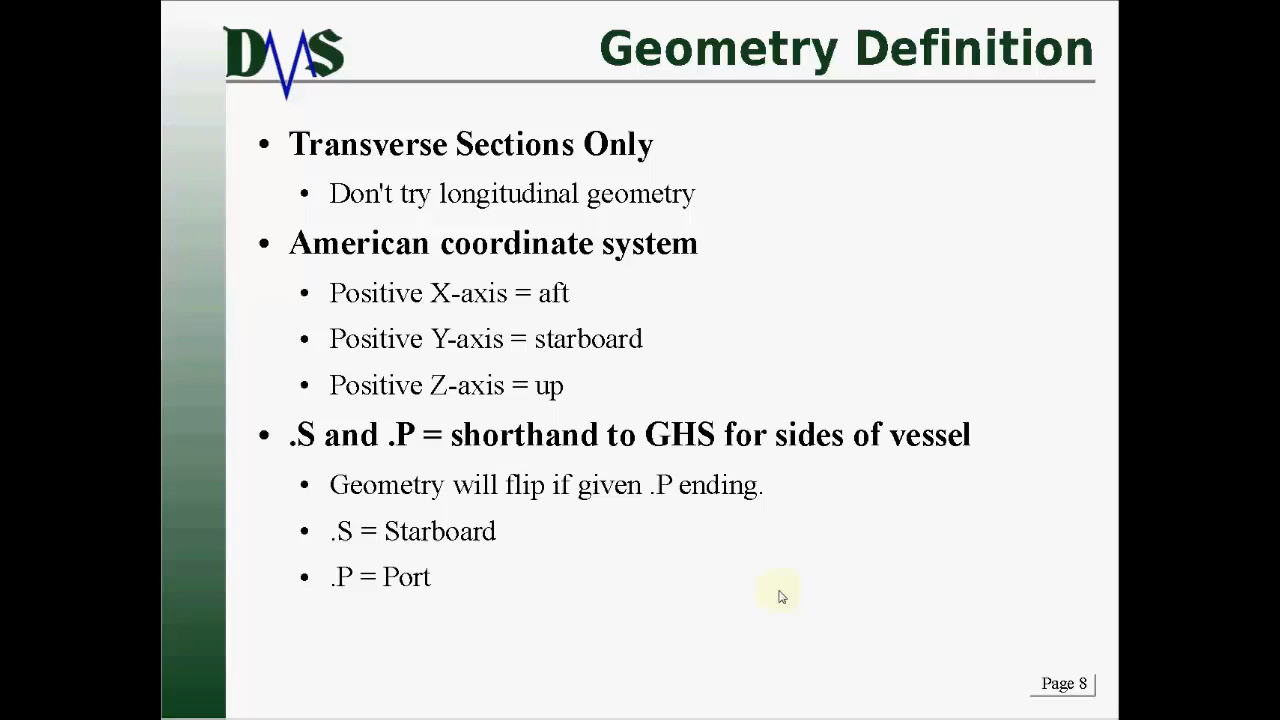 DMS
Geometry Definition
• Transverse Sections Only
• Don't try longitudinal geometry
• American coordinate system
• Positive X-axis = aft
• Positive Y-axis = starboard
• Positive Z-axis = up
• .S and .P = shorthand to GHS for sides of vessel
• Geometry will flip if given .P ending.
• .S = Starboard
• .P = Port
Page 8